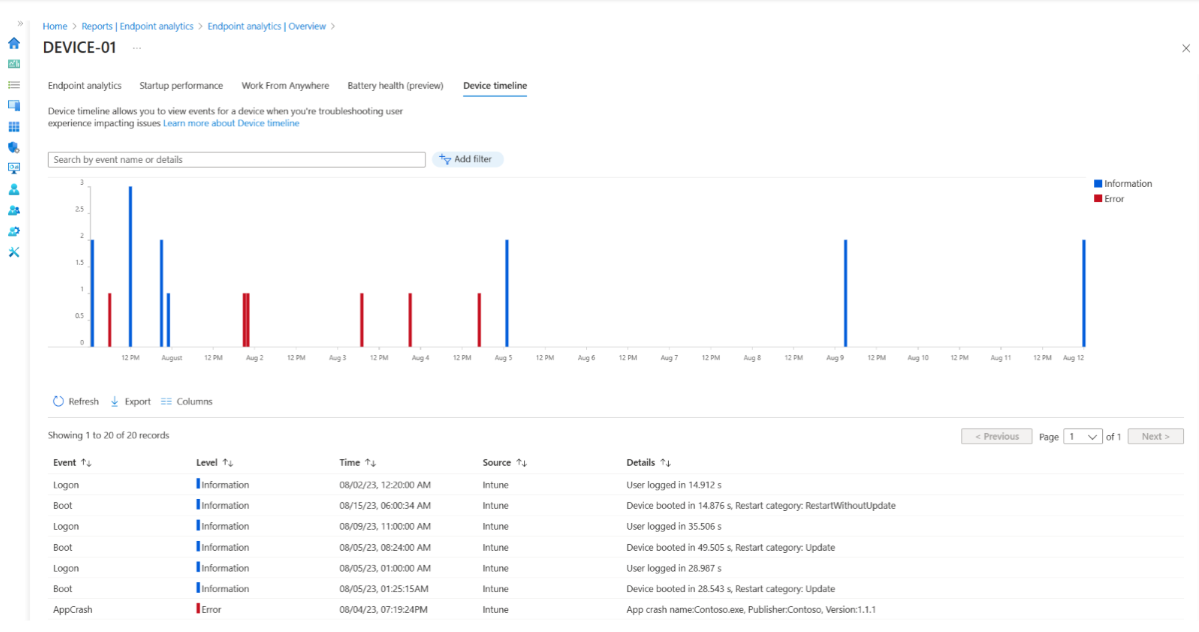 »
Home > Reports | Endpoint analytics > Endpoint analytics | Overview >
DEVICE-01 ...
Endpoint analytics Startup performance Work From Anywhere Battery health (preview) Device timeline
Device timeline allows you to view events for a device when you're troubleshooting user
experience impacting issues Learn more about Device timeline
Search by event name or details Add filter
3
2.5
2
1.5
1
0.5
0
Information
Error
12 PM August 12 PM Aug 2 12 PM Aug 3 12 PM Aug 4 12 PM Aug 5 12 PM Aug 6 12 PM Aug 7 12 PM Aug 8 12 PM Aug 9 12 PM Aug 10 12 PM Aug 11 12 PM Aug 12
Refresh Export Columns
Showing 1 to 20 of 20 records
< Previous Page 1 of 1 Next >
Event ↑↓ Level ↑↓ Time ↑↓ Source ↑↓ Details ↑↓
Logon Information 08/02/23, 12:20:00 AM Intune User logged in 14.912 s
Boot Information 08/15/23, 06:00:34 AM Intune Device booted in 14.876 s, Restart category: RestartWithoutUpdate
Logon Information 08/09/23, 11:00:00 AM Intune User logged in 35.506 s
Boot Information 08/05/23, 08:24:00 AM Intune Device booted in 49.505 s, Restart category: Update
Logon Information 08/05/23, 01:00:00 AM Intune User logged in 28.987 s
Boot Information 08/05/23, 01:25:15AM Intune Device booted in 28.543 s, Restart category: Update
AppCrash Error 08/04/23, 07:19:24PM Intune App crash name:Contoso.exe, Publisher:Contoso, Version:1.1.1